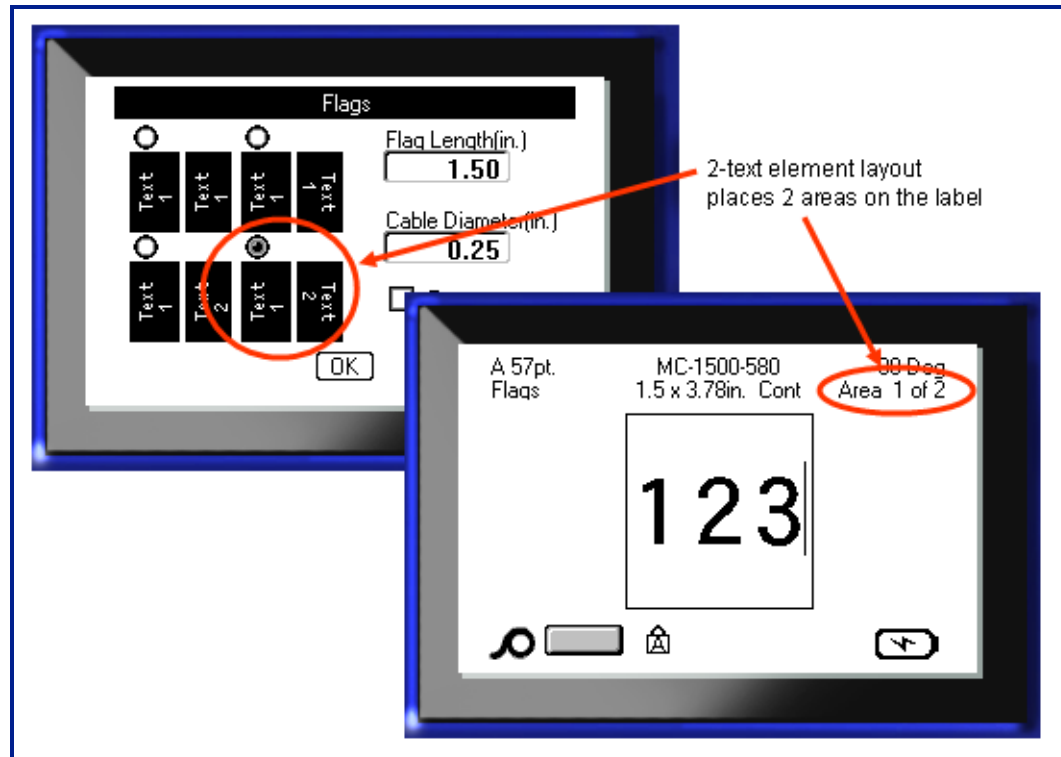 Flags
Flag Length(in.)
1.50
Text 1 Text 1 Text 1 Text 1
Cable Diameter(in.)
0.25
Text 1 Text 2 Text 1 Text 2
OK
2-text element layout
places 2 areas on the label
A 57pt. MC-1500-580 Deg
Flags 1.5 x 3.78in. Cont Area 1 of 2
123
A